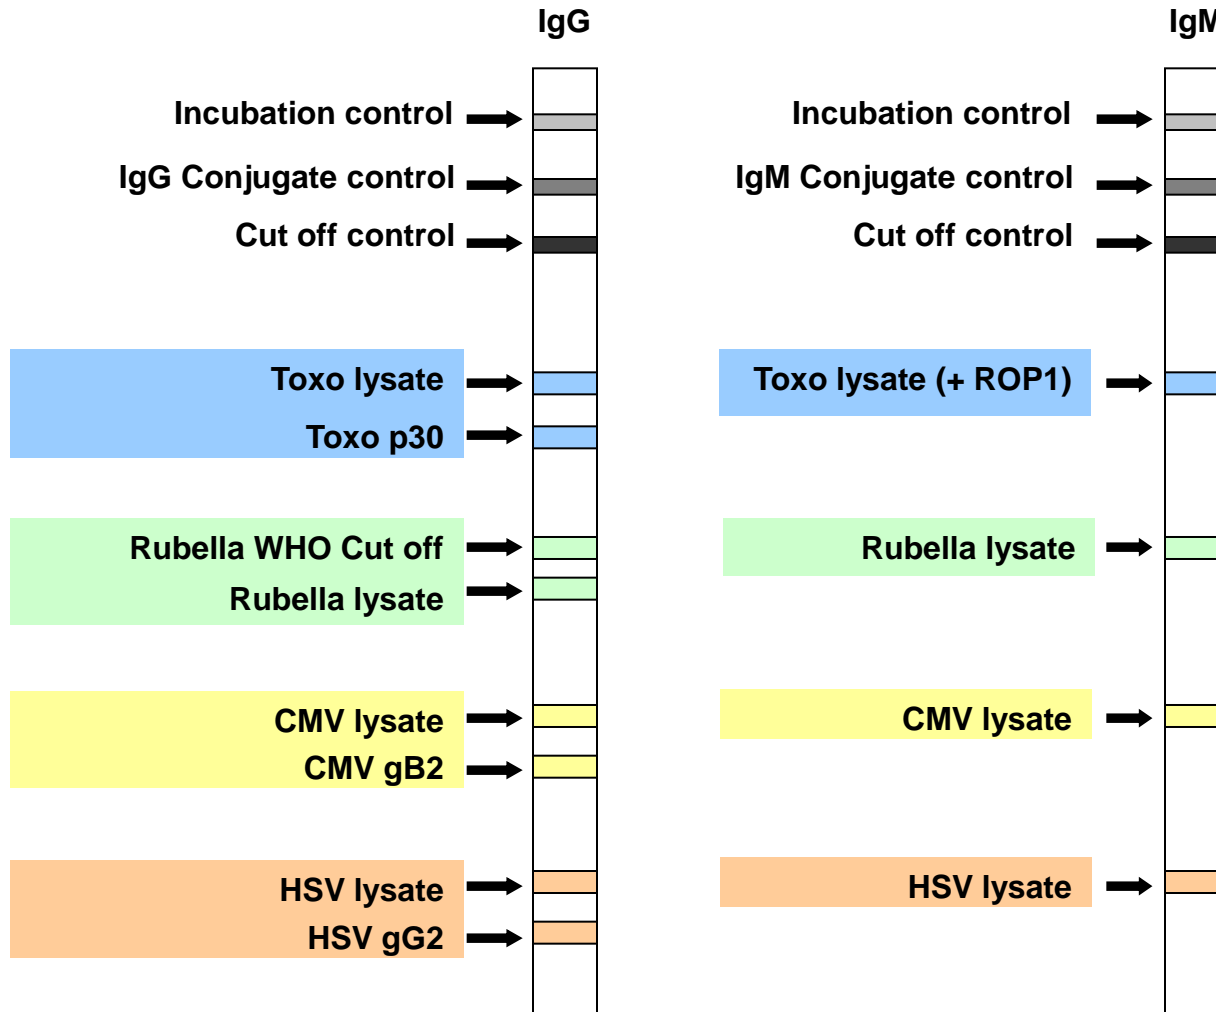 IgG
Incubation control
IgG Conjugate control
Cut off control
Toxo lysate
Toxo p30
Rubella WHO Cut off
Rubella lysate
CMV lysate
CMV gB2
HSV lysate
HSV gG2
IgM
Incubation control
IgM Conjugate control
Cut off control
Toxo lysate (+ ROP1)
Rubella lysate
CMV lysate
HSV lysate